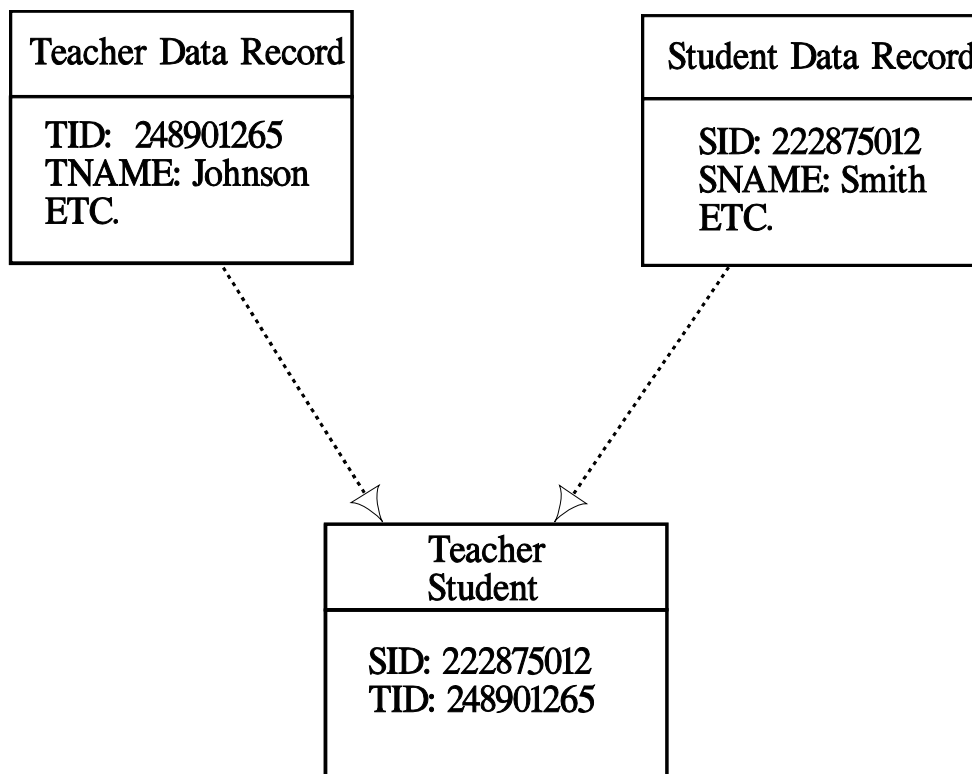 Teacher Data Record
TID: 248901265
TNAME: Johnson
ETC.
Student Data Record
SID: 222875012
SNAME: Smith
ETC.
Teacher
Student
SID: 222875012
TID: 248901265